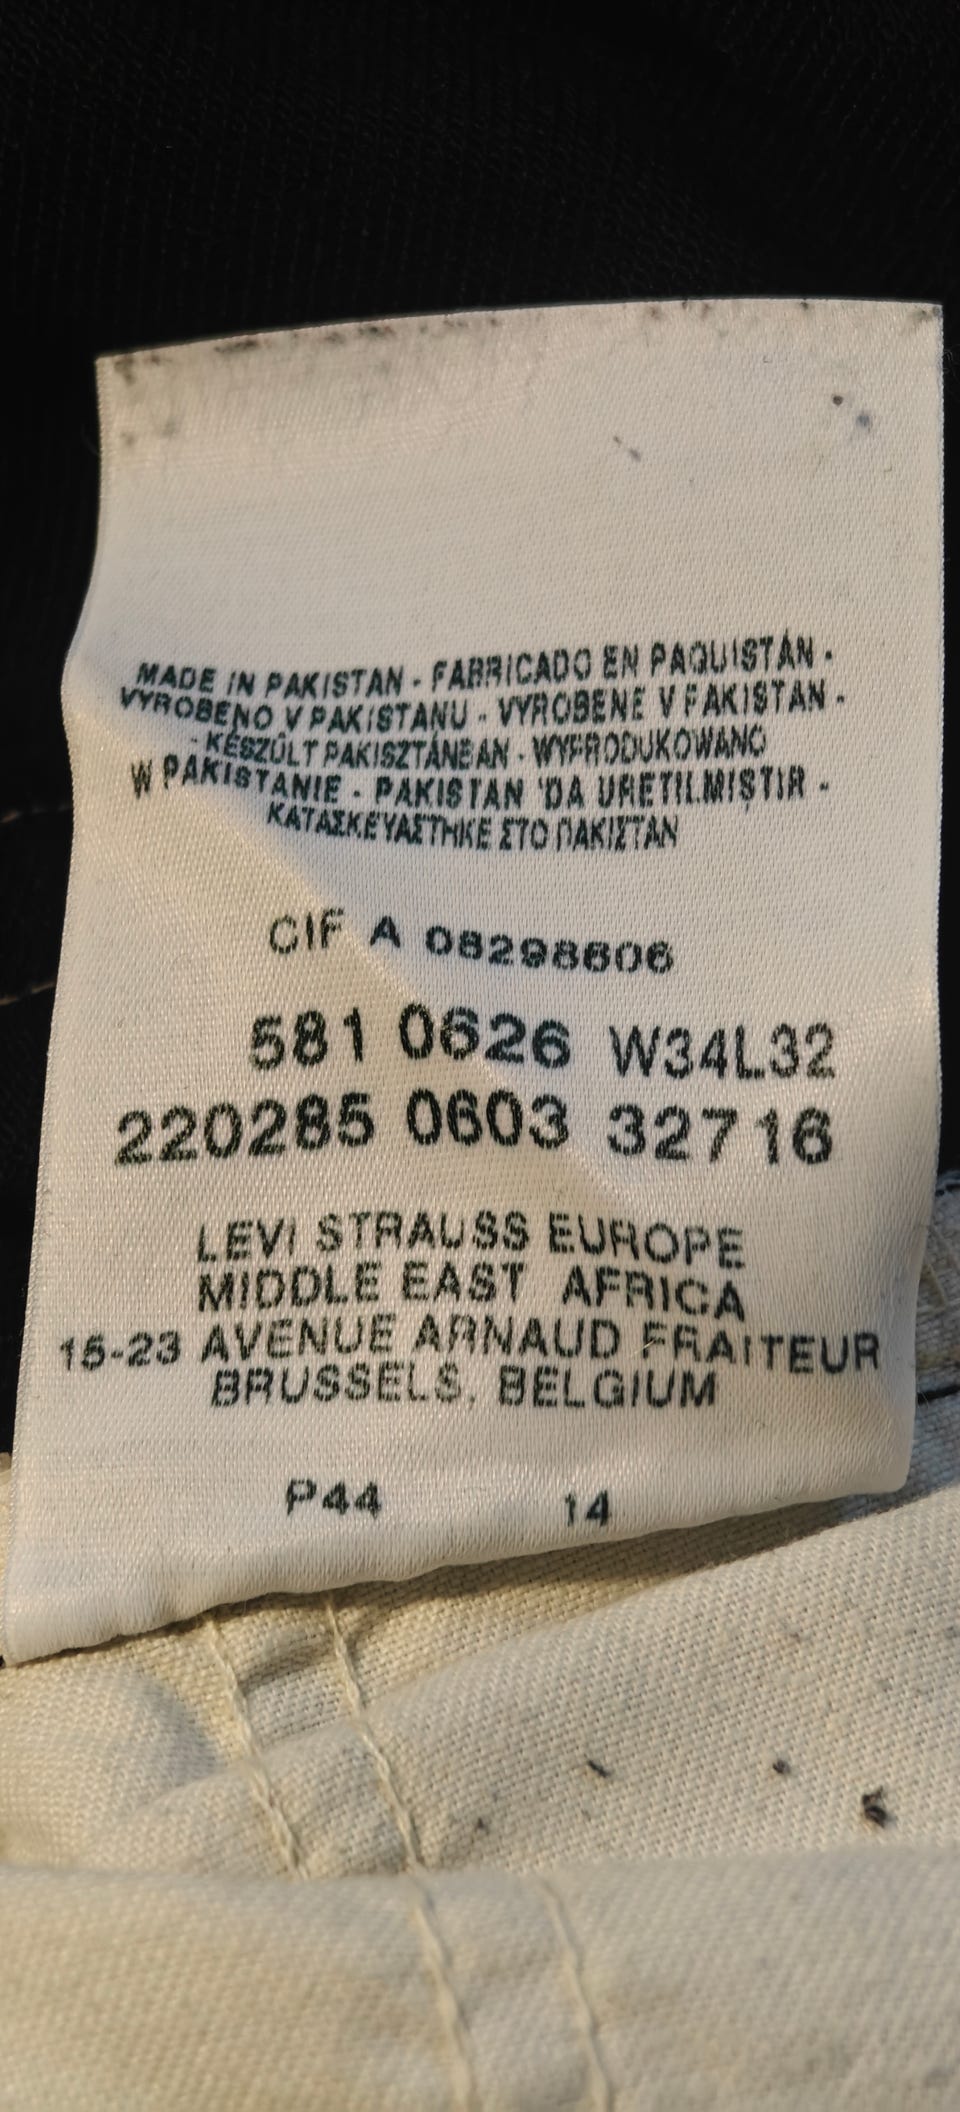 MADE IN PAKISTAN - FABRICADO EN PAQUISTÁN -
VYROBENO V PAKISTANU - VYROBENE V PAKISTAN -
- KÉSZÜLT PAKISZTÁNBAN - WYPRODUKOWANO
W PAKISTANIE - PAKISTAN 'DA URETILMIŞTIR -
ΚΑΤΑΣΚΕΥΑΣΤΗΚΕ ΣΤΟ ΠΑΚΙΣΤΑΝ
CIF A 08298606
581 0626 W34L32
220285 0603 32716
LEVI STRAUSS EUROPE
MIDDLE EAST AFRICA
15-23 AVENUE ARNAUD FRAITEUR
BRUSSELS, BELGIUM
P44 14